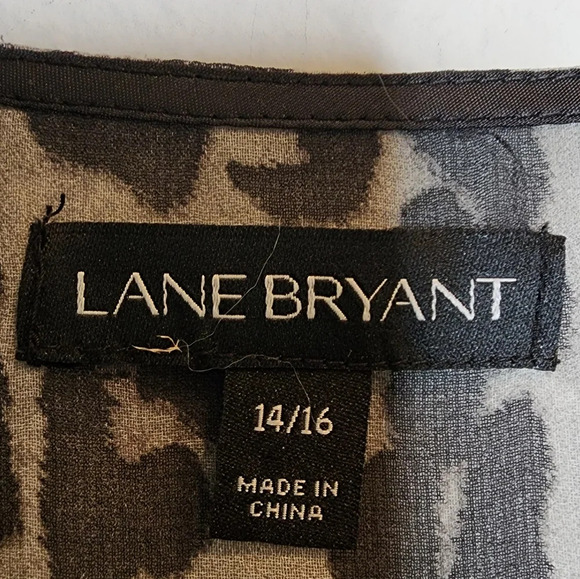 LANE BRYANT
14/16
MADE IN
CHINA